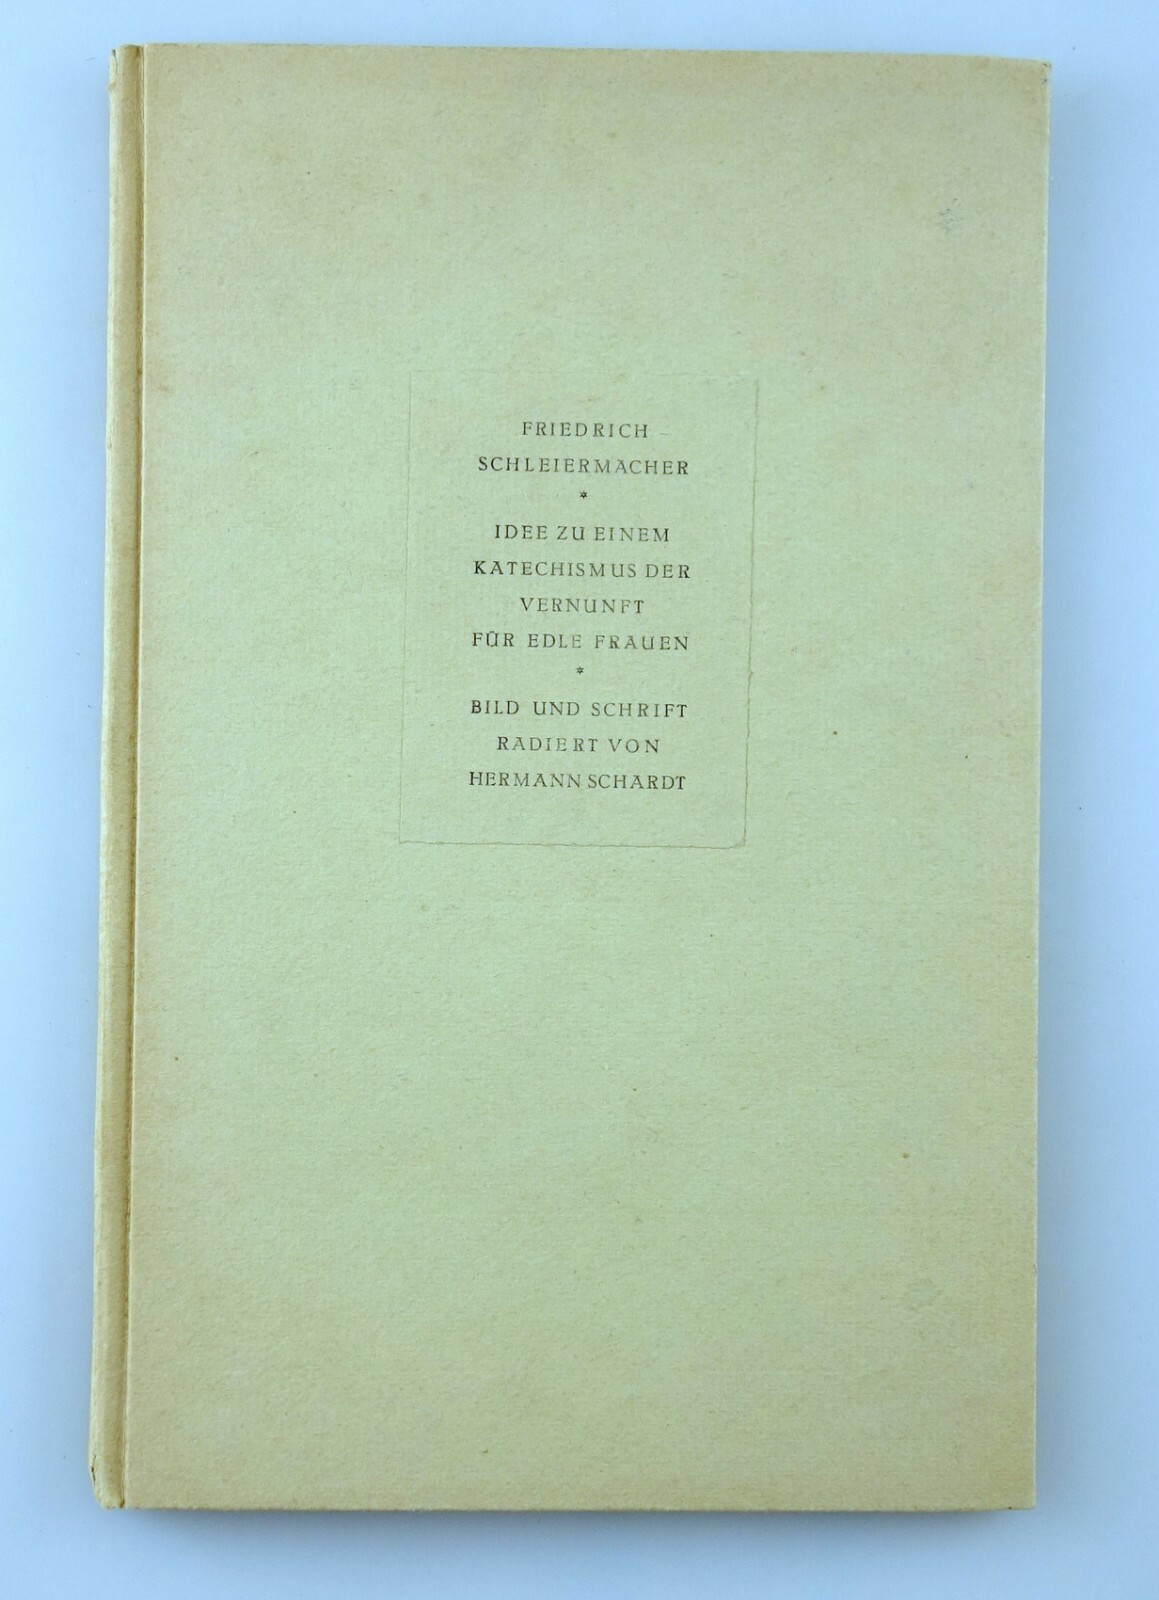 FRIEDRICH
SCHLEIERMACHER
*
IDEE ZU EINEM
KATECHISMUS DER
VERNUNFT
FÜR EDLE FRAUEN
*
BILD UND SCHRIFT
RADIERT VON
HERMANN SCHARDT